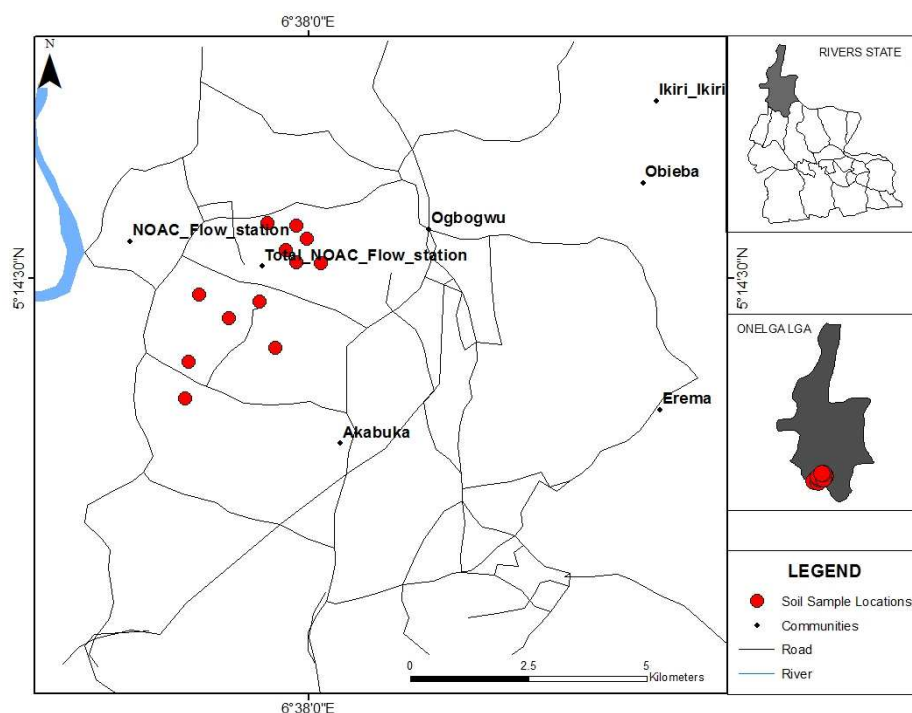 6°38'0"E
N
RIVERS STATE
Ikiri_Ikiri
Obieba
Ogbogwu
NOAC_Flow_station
Total_NOAC_Flow_station
5°14'30"N
5°14'30"N
ONELGA LGA
Erema
Akabuka
LEGEND
Soil Sample Locations
Communities
Road
River
0 2.5 5
Kilometers
6°38'0"E